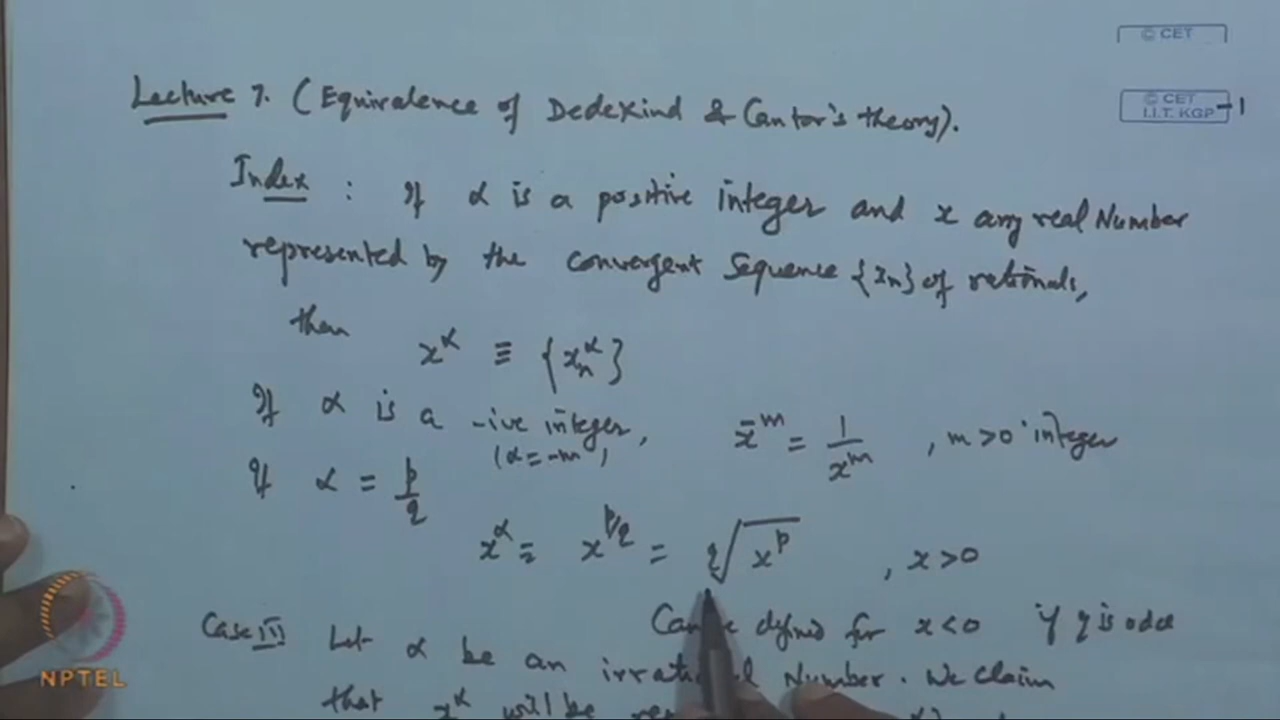 © CET
© CET
I.I.T. KGP -1
Lecture 7. (Equivalence of Dedekind & Cantor's theory).
Index : If α is a positive integer and x any real Number
represented by the convergent Sequence {xn} of rationals,
then
x^α ≡ {xn^α}
If α is a -ive integer, x^-m = 1/x^m , m>0 integer
(α=-m)
If α = p/q
x^α = x^p/q = q√x^p , x>0
Can be defined for x<0 if q is odd
Case III Let α be an irrational Number. We claim
that x^α will be
NPTEL